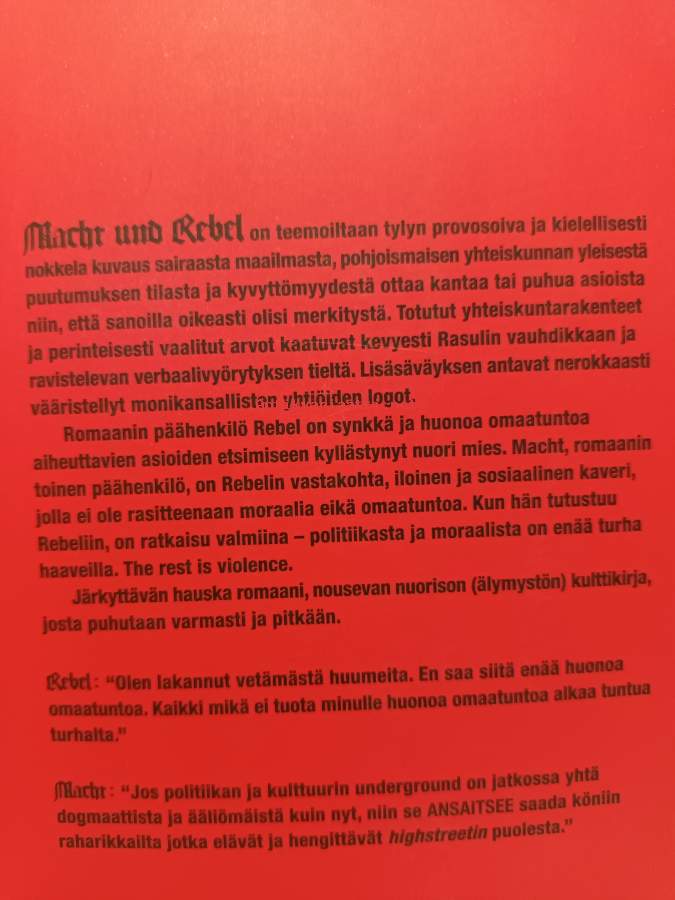 Macht und Rebel on teemoiltaan tylyn provosoiva ja kielellisesti
nokkela kuvaus sairaasta maailmasta, pohjoismaisen yhteiskunnan yleisestä
puutumuksen tilasta ja kyvyttömyydestä ottaa kantaa tai puhua asioista
niin, että sanoilla oikeasti olisi merkitystä. Totutut yhteiskuntarakenteet
ja perinteisesti vaalitut arvot kaatuvat kevyesti Rasulin vauhdikkaan ja
ravistelevan verbaalivyörytyksen tieltä. Lisäsäväyksen antavat nerokkaasti
vääristellyt monikansallisten yhtiöiden logot.
Romaanin päähenkilö Rebel on synkkä ja huonoa omaatuntoa
aiheuttavien asioiden etsimiseen kyllästynyt nuori mies. Macht, romaanin
toinen päähenkilö, on Rebelin vastakohta, iloinen ja sosiaalinen kaveri,
jolla ei ole rasitteenaan moraalia eikä omaatuntoa. Kun hän tutustuu
Rebeliin, on ratkaisu valmiina – politiikasta ja moraalista on enää turha
haaveilla. The rest is violence.
Järkyttävän hauska romaani, nousevan nuorison (älymystön) kulttikirja,
josta puhutaan varmasti ja pitkään.
Rebel: "Olen lakannut vetämästä huumeita. En saa siitä enää huonoa
omaatuntoa. Kaikki mikä ei tuota minulle huonoa omaatuntoa alkaa tuntua
turhalta."
Macht: "Jos politiikan ja kulttuurin underground on jatkossa yhtä
dogmaattista ja ääliömäistä kuin nyt, niin se ANSAITSEE saada köniin
raharikkailta jotka elävät ja hengittävät highstreetin puolesta."